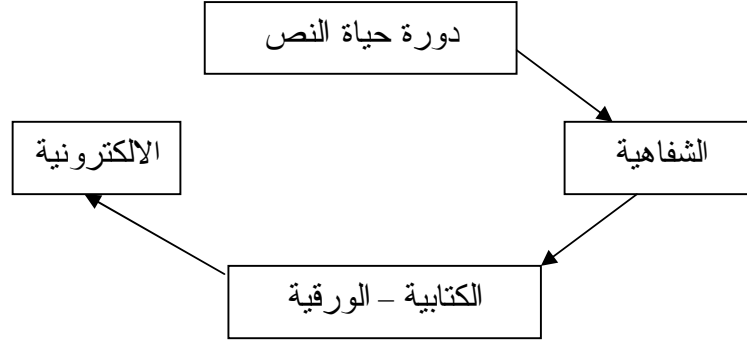 دورة حياة النص
الشفاهية
الكتابية – الورقية
الالكترونية